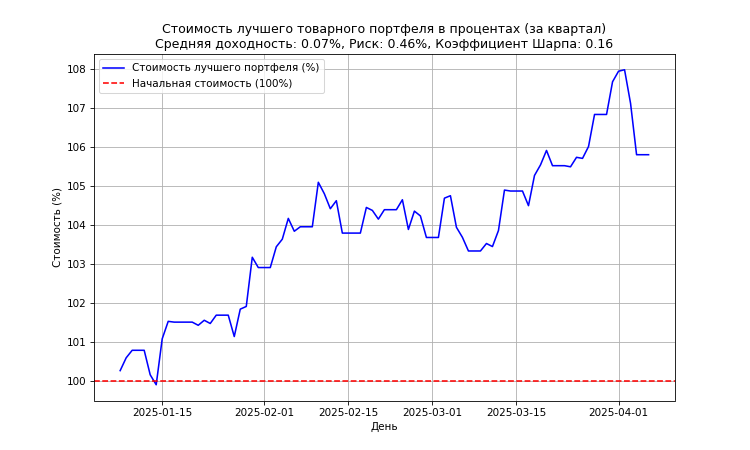 Стоимость лучшего товарного портфеля в процентах (за квартал)
Средняя доходность: 0.07%, Риск: 0.46%, Коэффициент Шарпа: 0.16
Стоимость лучшего портфеля (%)
Начальная стоимость (100%)
Стоимость (%)
108
107
106
105
104
103
102
101
100
2025-01-15
2025-02-01
2025-02-15
2025-03-01
2025-03-15
2025-04-01
День